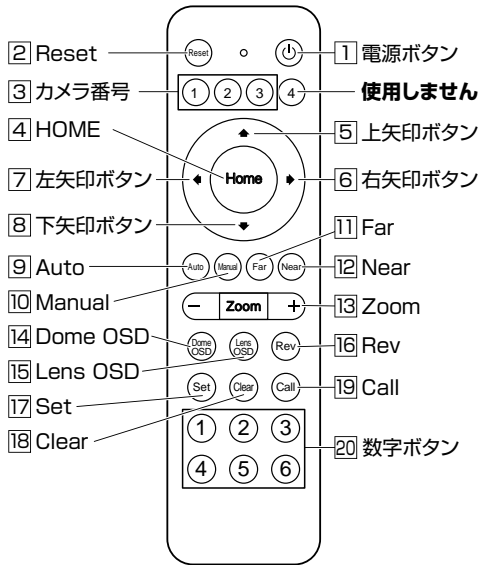 2 Reset Reset 1 電源ボタン
3 カメラ番号 1 2 3 4 使用しません
4 HOME 5 上矢印ボタン
7 左矢印ボタン Home 6 右矢印ボタン
8 下矢印ボタン 11 Far
9 Auto Auto Manual Far Near 12 Near
10 Manual
− Zoom + 13 Zoom
14 Dome OSD Dome OSD Lens OSD Rev 16 Rev
15 Lens OSD
17 Set Set Clear Call 19 Call
18 Clear
1 2 3
20 数字ボタン
4 5 6